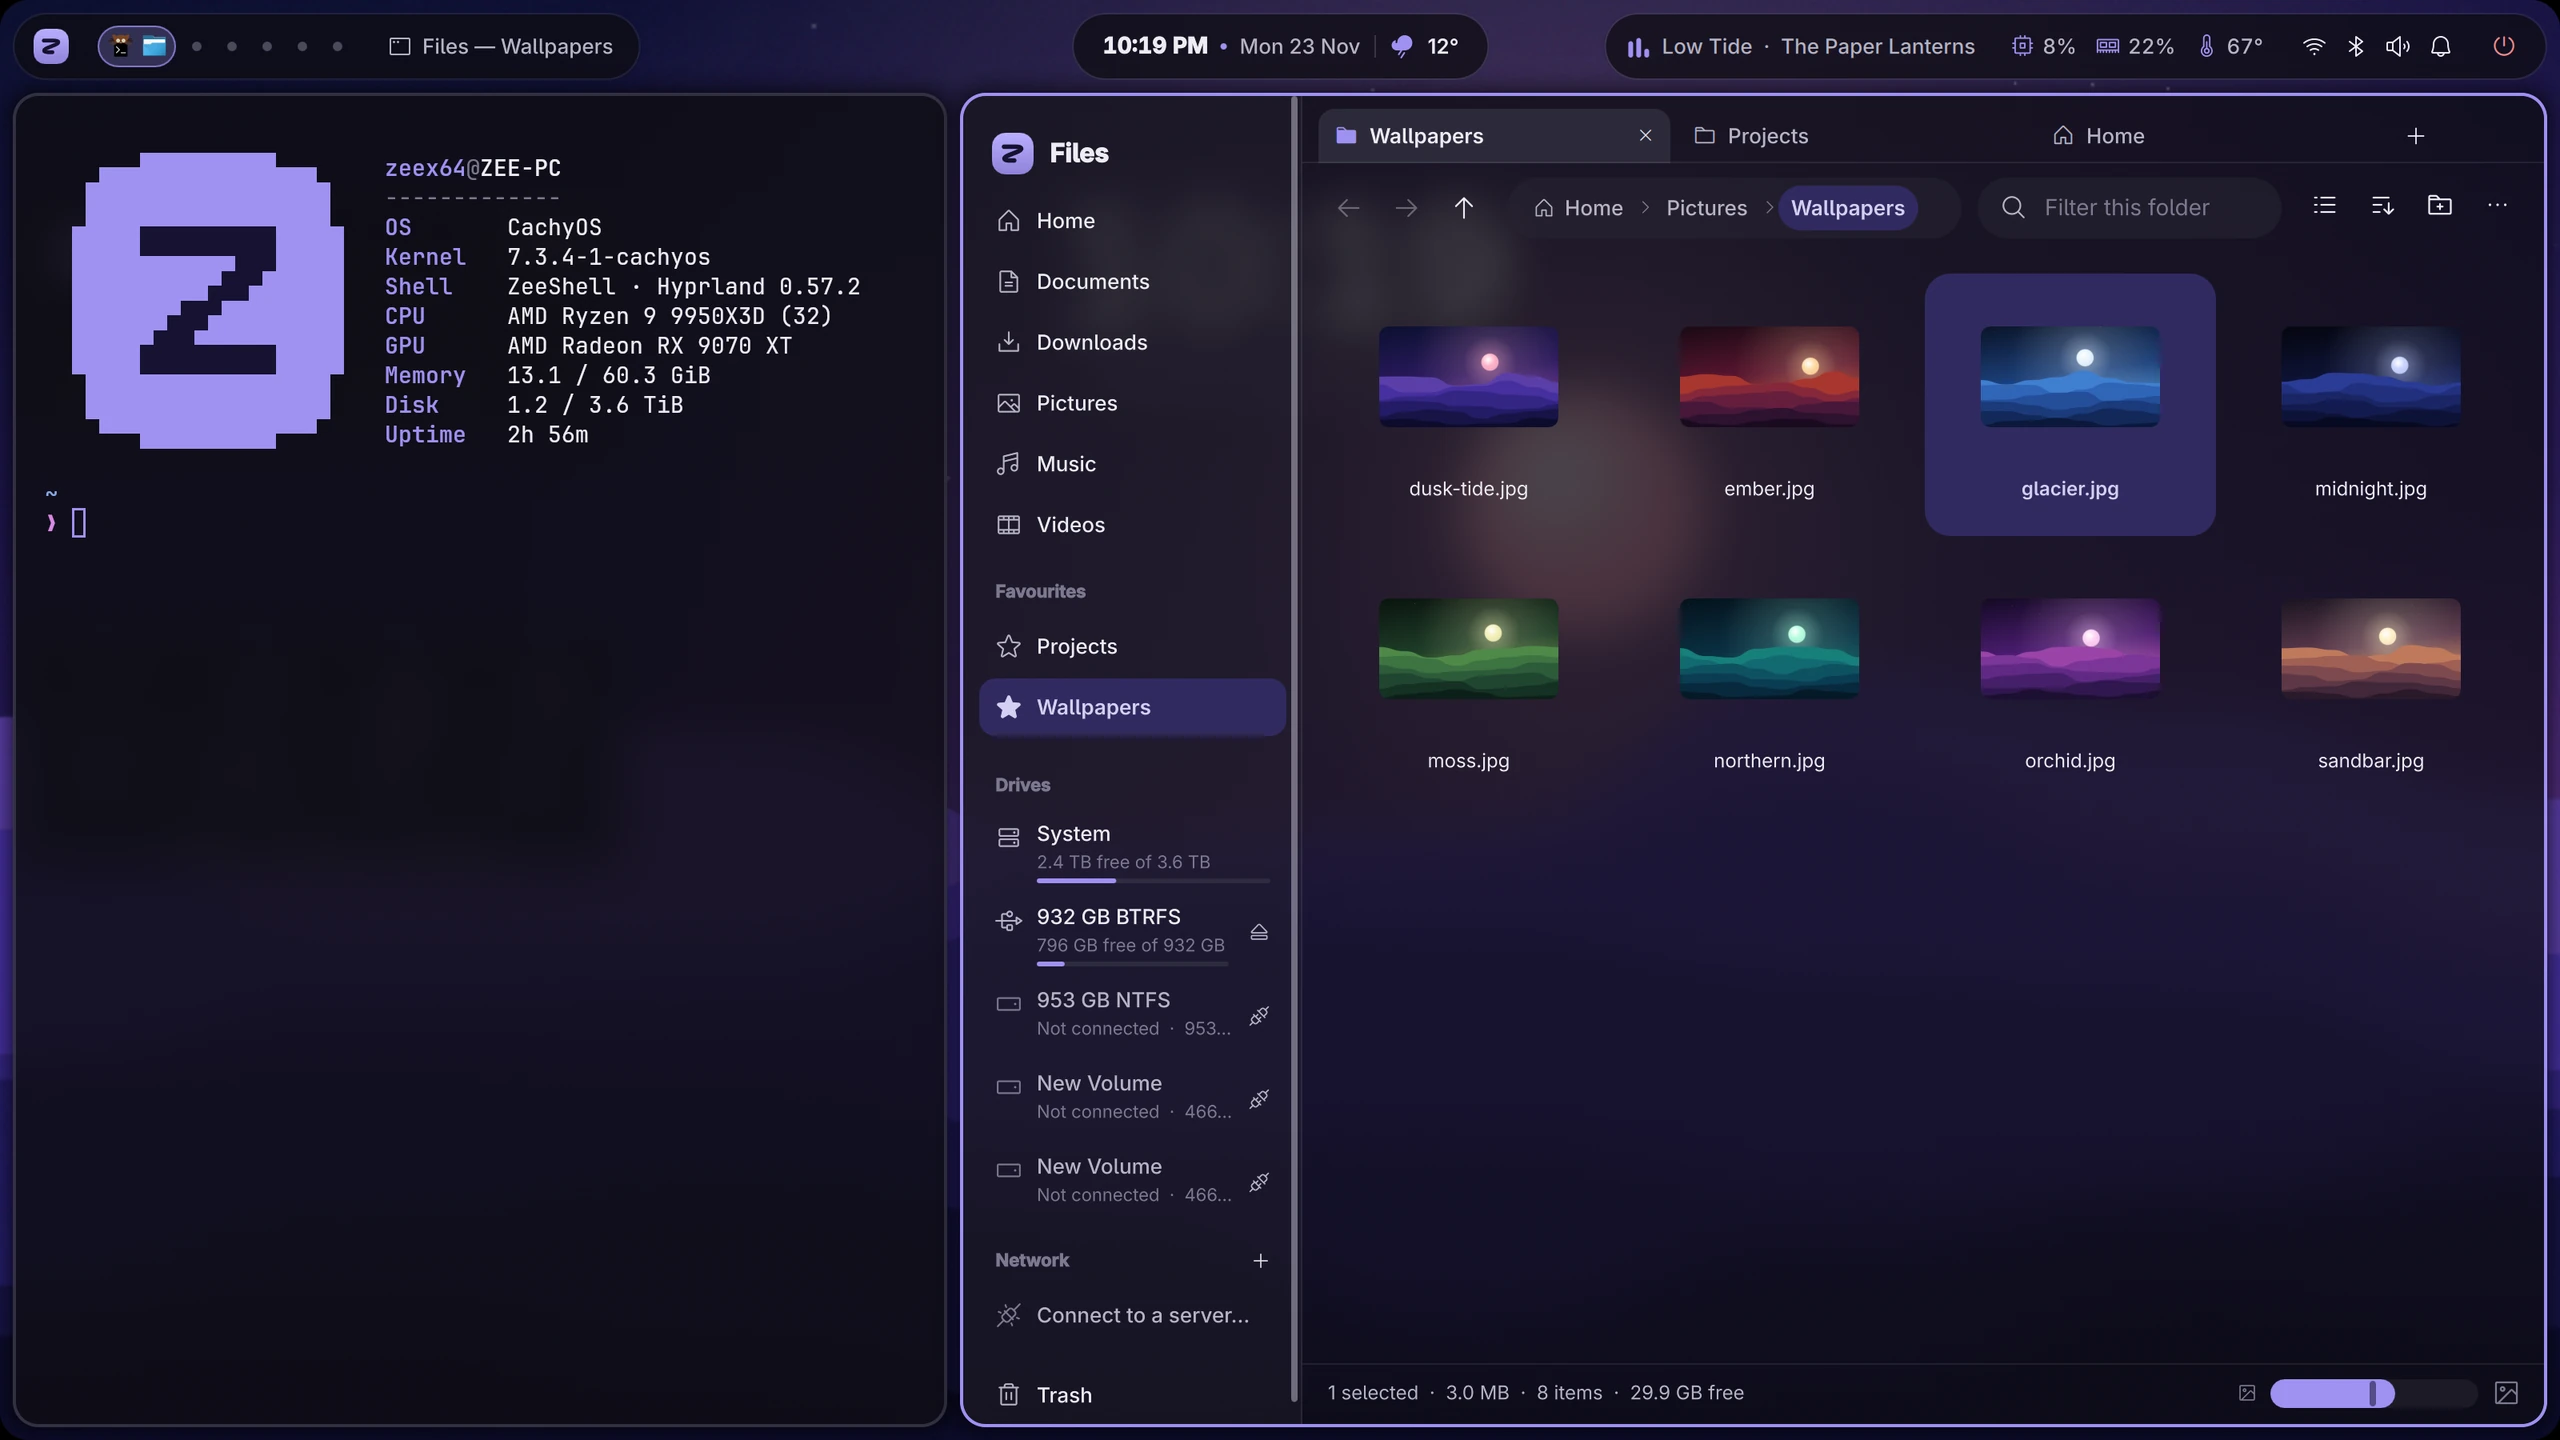 Files — Wallpapers
10:19 PM • Mon 23 Nov 12°
Low Tide · The Paper Lanterns 8% 22% 67°
zeex64@ZEE-PC
-------------
OS CachyOS
Kernel 7.3.4-1-cachyos
Shell ZeeShell · Hyprland 0.57.2
CPU AMD Ryzen 9 9950X3D (32)
GPU AMD Radeon RX 9070 XT
Memory 13.1 / 60.3 GiB
Disk 1.2 / 3.6 TiB
Uptime 2h 56m
~
❯
Files
Home
Documents
Downloads
Pictures
Music
Videos
Favourites
Projects
Wallpapers
Drives
System
2.4 TB free of 3.6 TB
932 GB BTRFS
796 GB free of 932 GB
953 GB NTFS
Not connected · 953...
New Volume
Not connected · 466...
New Volume
Not connected · 466...
Network +
Connect to a server...
Trash
Wallpapers × Projects Home +
Home > Pictures > Wallpapers Filter this folder
dusk-tide.jpg ember.jpg glacier.jpg midnight.jpg
moss.jpg northern.jpg orchid.jpg sandbar.jpg
1 selected · 3.0 MB · 8 items · 29.9 GB free